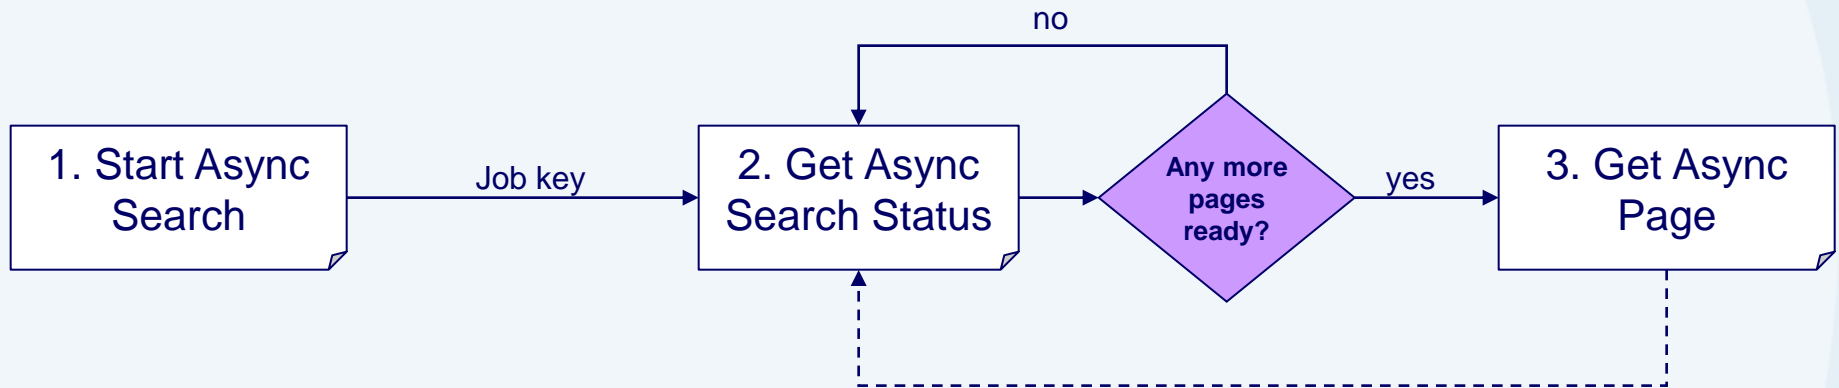 no
1. Start Async
Search
Job key
2. Get Async
Search Status
Any more
pages
ready?
yes
3. Get Async
Page